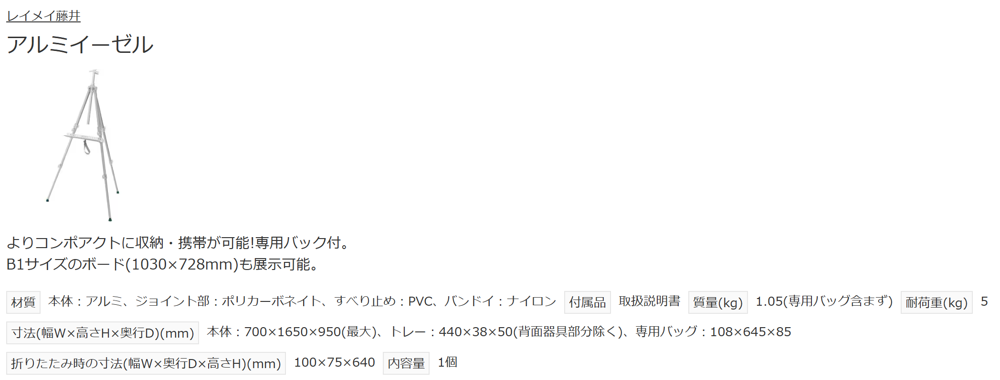 レイメイ藤井
アルミイーゼル
よりコンポアクトに収納・携帯が可能!専用バック付。
B1サイズのボード(1030×728mm)も展示可能。
材質 本体：アルミ、ジョイント部：ポリカーボネイト、すべり止め：PVC、バンドイ：ナイロン 付属品 取扱説明書 質量(kg) 1.05(専用バッグ含まず) 耐荷重(kg) 5
寸法(幅W×高さH×奥行D)(mm) 本体：700×1650×950(最大)、トレー：440×38×50(背面器具部分除く)、専用バッグ：108×645×85
折りたたみ時の寸法(幅W×奥行D×高さH)(mm) 100×75×640 内容量 1個